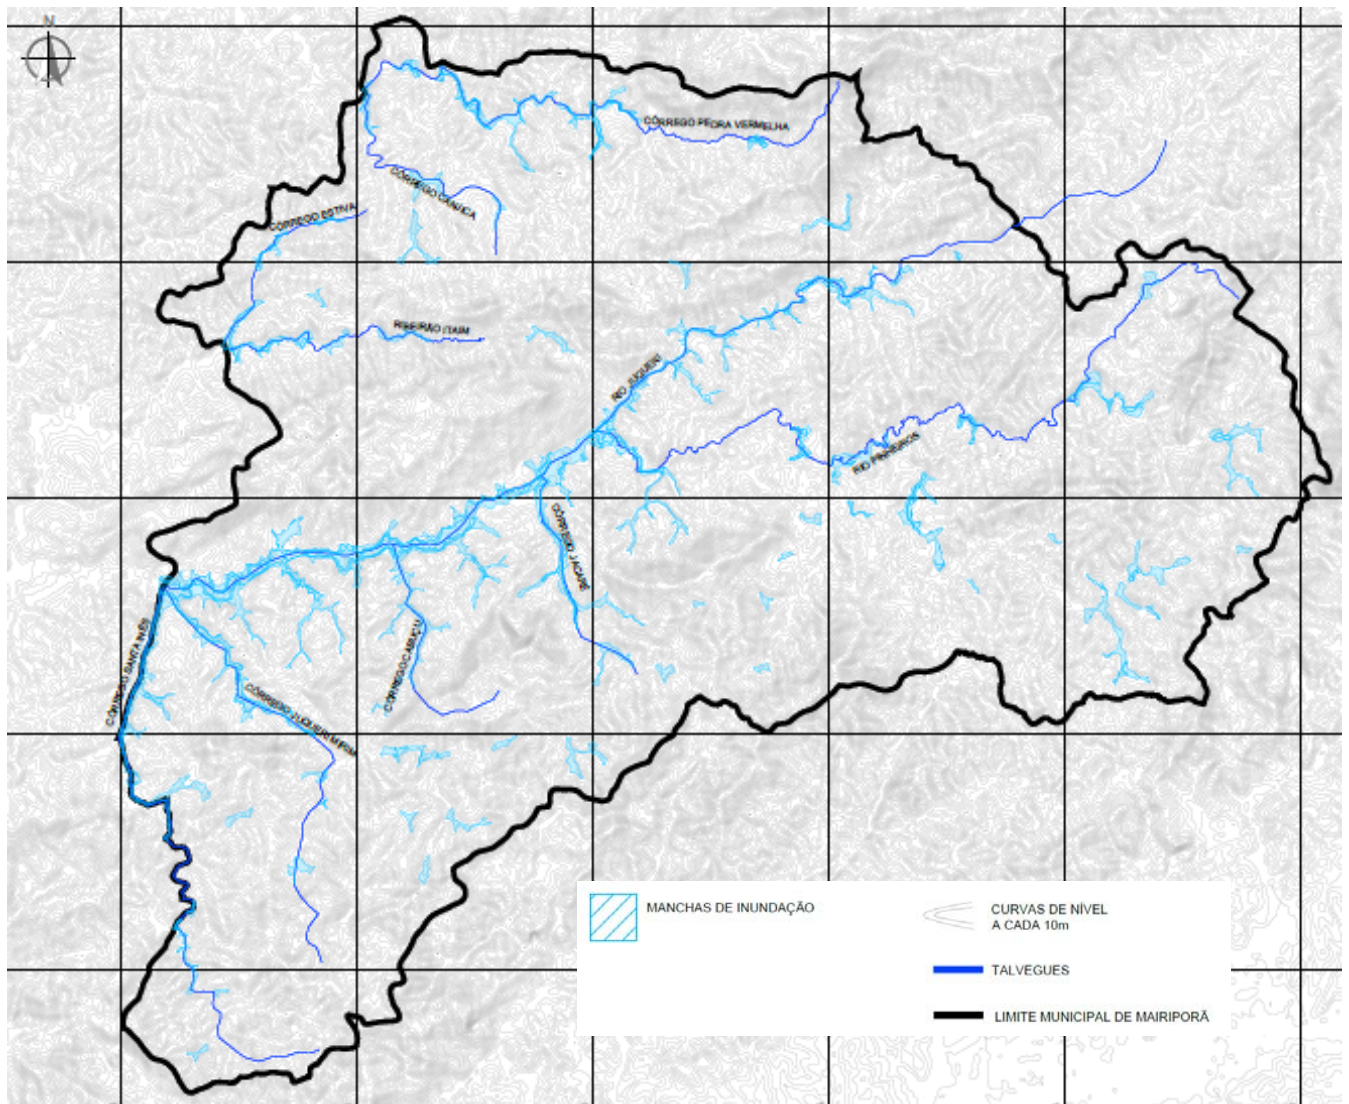 N
CÓRREGO PEDRA VERMELHA
CÓRREGO
CÓRREGO ESTIVA
RIBEIRÃO ITAIM
RIO JUQUERI
RIO PINHEIROS
CÓRREGO JACARÉ
CÓRREGO SANTA INÊS
CÓRREGO CABUÇU
CÓRREGO JUQUERI MIRIM
MANCHAS DE INUNDAÇÃO
CURVAS DE NÍVEL
A CADA 10m
TALVEGUES
LIMITE MUNICIPAL DE MAIRIPORÃ